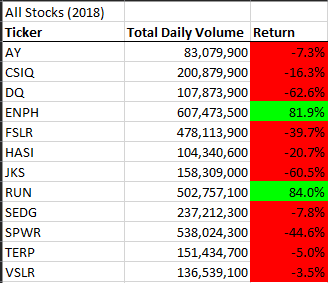 All Stocks (2018)
Ticker Total Daily Volume Return
AY 83,079,900 -7.3%
CSIQ 200,879,900 -16.3%
DQ 107,873,900 -62.6%
ENPH 607,473,500 81.9%
FSLR 478,113,900 -39.7%
HASI 104,340,600 -20.7%
JKS 158,309,000 -60.5%
RUN 502,757,100 84.0%
SEDG 237,212,300 -7.8%
SPWR 538,024,300 -44.6%
TERP 151,434,700 -5.0%
VSLR 136,539,100 -3.5%